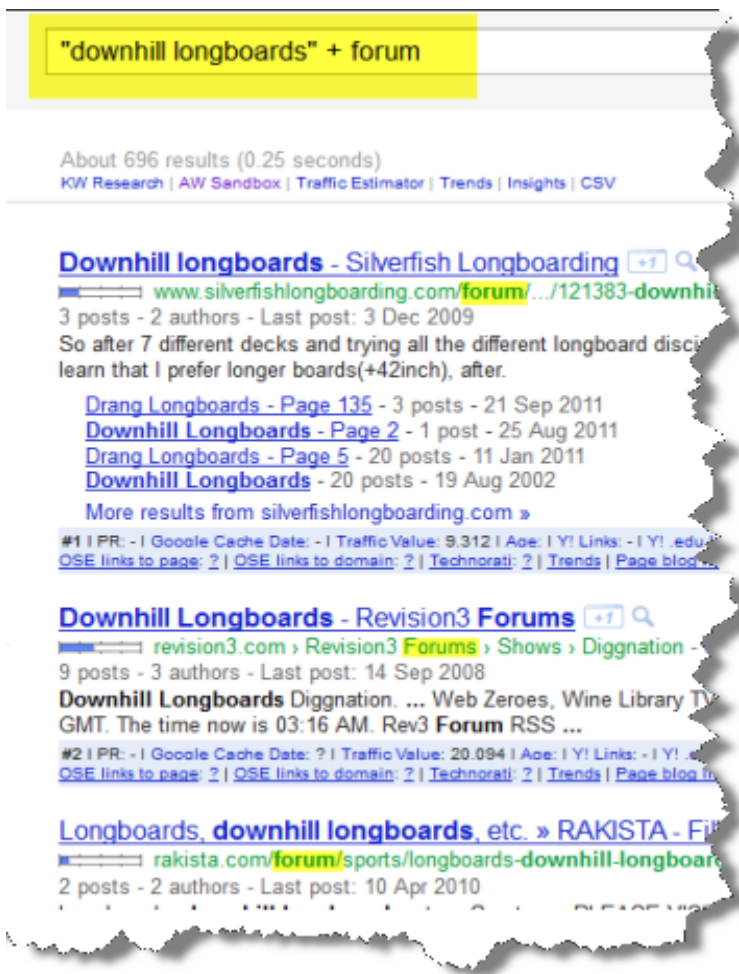 "downhill longboards" + forum
About 696 results (0.25 seconds)
KW Research | AW Sandbox | Traffic Estimator | Trends | Insights | CSV
Downhill longboards - Silverfish Longboarding +1
www.silverfishlongboarding.com/forum/.../121383-downhil
3 posts - 2 authors - Last post: 3 Dec 2009
So after 7 different decks and trying all the different longboard disci
learn that I prefer longer boards(+42inch), after.
Drang Longboards - Page 135 - 3 posts - 21 Sep 2011
Downhill Longboards - Page 2 - 1 post - 25 Aug 2011
Drang Longboards - Page 5 - 20 posts - 11 Jan 2011
Downhill Longboards - 20 posts - 19 Aug 2002
More results from silverfishlongboarding.com »
#1 | PR: - | Google Cache Date: - | Traffic Value: 9.312 | Age: | Y! Links: - | Y! .edu
OSE links to page: ? | OSE links to domain: ? | Technorati: ? | Trends | Page blog
Downhill Longboards - Revision3 Forums +1
revision3.com › Revision3 Forums › Shows › Diggnation -
9 posts - 3 authors - Last post: 14 Sep 2008
Downhill Longboards Diggnation. ... Web Zeroes, Wine Library TV
GMT. The time now is 03:16 AM. Rev3 Forum RSS ...
#2 | PR: - | Google Cache Date: ? | Traffic Value: 20.094 | Age: | Y! Links: - | Y!
OSE links to page: ? | OSE links to domain: ? | Technorati: ? | Trends | Page blog
Longboards, downhill longboards, etc. » RAKISTA - Fil
rakista.com/forum/sports/longboards-downhill-longboard
2 posts - 2 authors - Last post: 10 Apr 2010